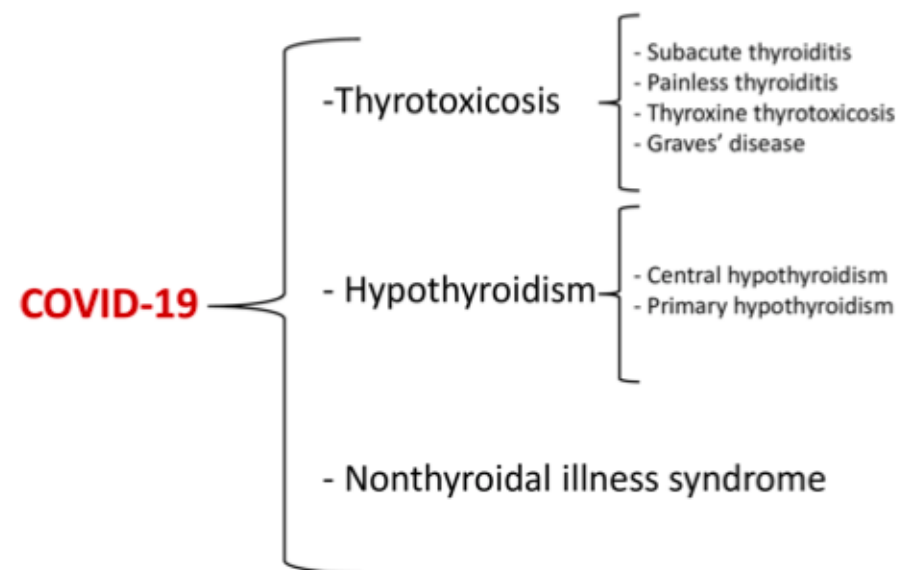 COVID-19
-Thyrotoxicosis
- Subacute thyroiditis
- Painless thyroiditis
- Thyroxine thyrotoxicosis
- Graves’ disease
- Hypothyroidism
- Central hypothyroidism
- Primary hypothyroidism
- Nonthyroidal illness syndrome